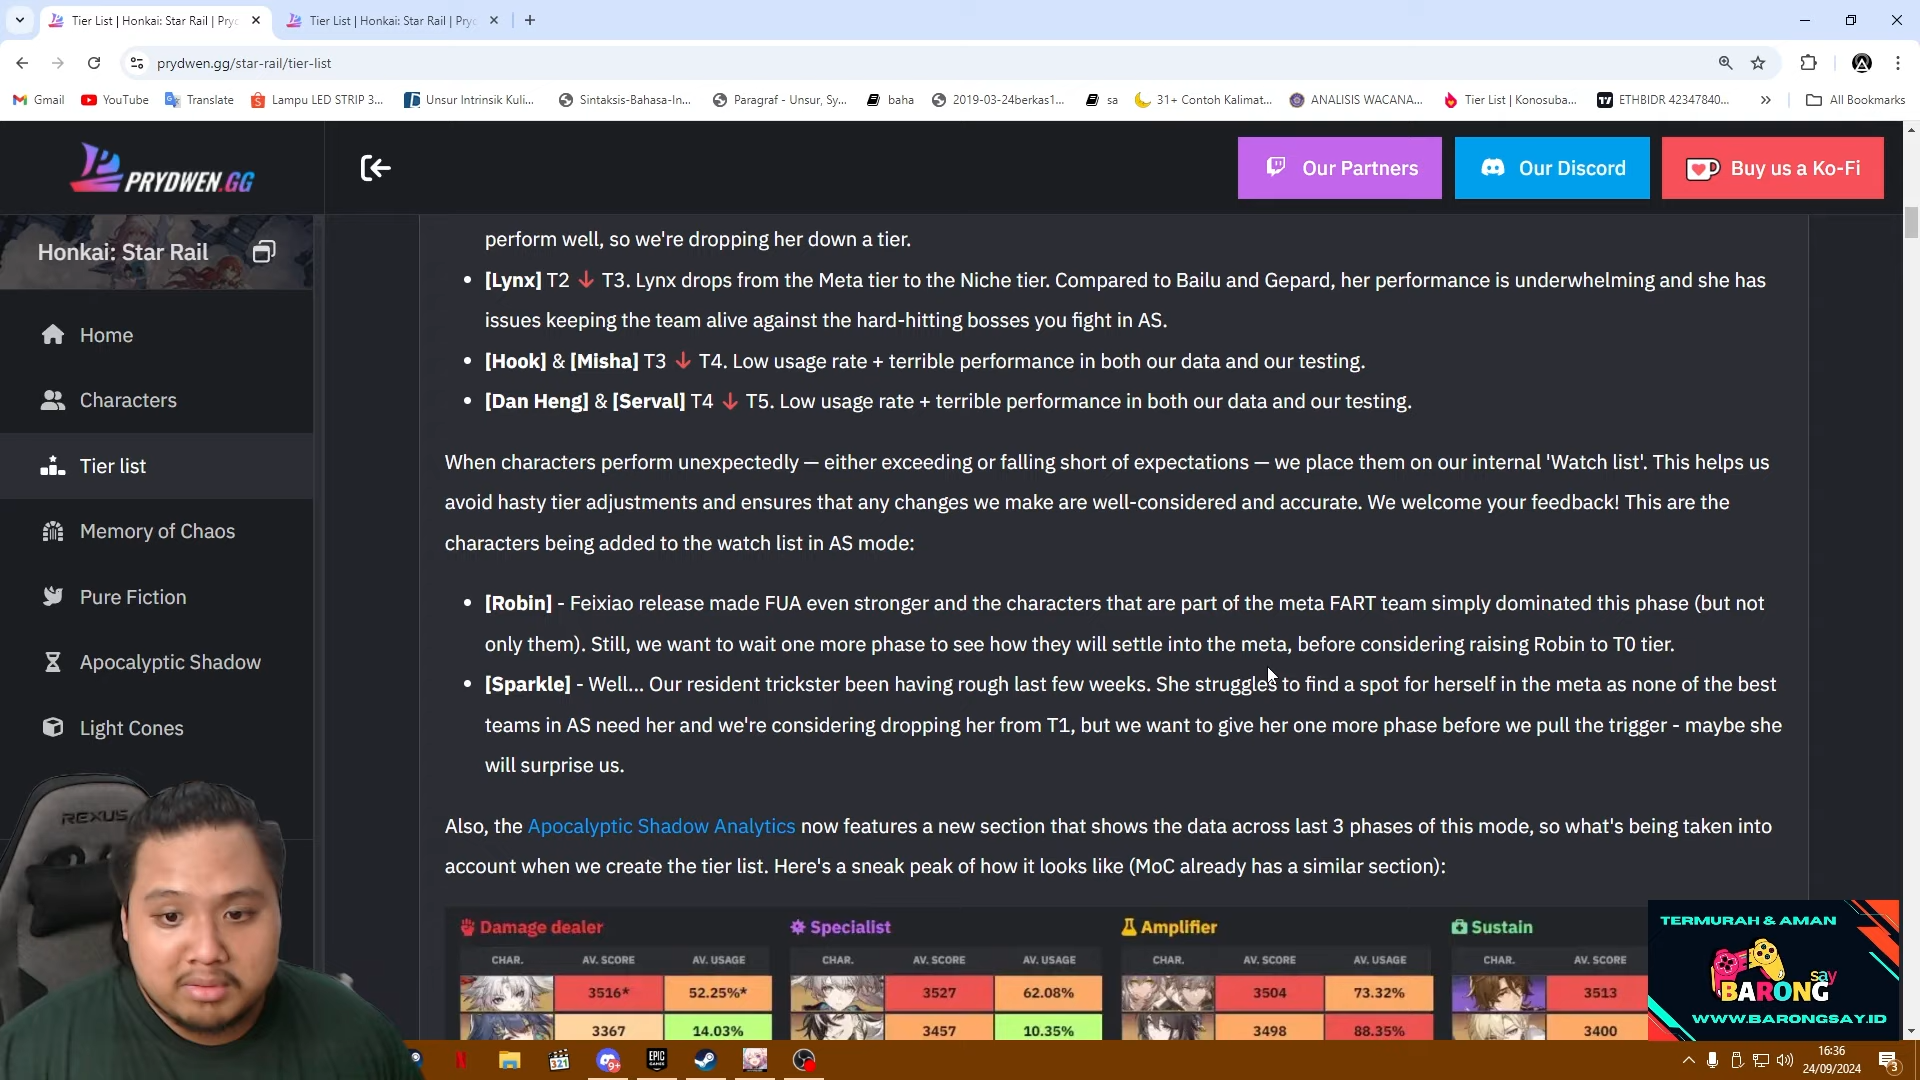 Tier List | Honkai: Star Rail | Pryd
Tier List | Honkai: Star Rail | Pryd
prydwen.gg/star-rail/tier-list
Gmail
YouTube
Translate
Lampu LED STRIP 3...
Unsur Intrinsik Kuli...
Sintaksis-Bahasa-In...
Paragraf - Unsur, Sy...
baha
2019-03-24berkas1...
sa
31+ Contoh Kalimat...
ANALISIS WACANA...
Tier List | Konosuba...
ETHBIDR 42347840...
All Bookmarks
PRYDWEN.GG
Our Partners
Our Discord
Buy us a Ko-Fi
Honkai: Star Rail
Home
Characters
Tier list
Memory of Chaos
Pure Fiction
Apocalyptic Shadow
Light Cones
perform well, so we're dropping her down a tier.
• [Lynx] T2 ↓ T3. Lynx drops from the Meta tier to the Niche tier. Compared to Bailu and Gepard, her performance is underwhelming and she has
issues keeping the team alive against the hard-hitting bosses you fight in AS.
• [Hook] & [Misha] T3 ↓ T4. Low usage rate + terrible performance in both our data and our testing.
• [Dan Heng] & [Serval] T4 ↓ T5. Low usage rate + terrible performance in both our data and our testing.
When characters perform unexpectedly — either exceeding or falling short of expectations — we place them on our internal 'Watch list'. This helps us
avoid hasty tier adjustments and ensures that any changes we make are well-considered and accurate. We welcome your feedback! This are the
characters being added to the watch list in AS mode:
• [Robin] - Feixiao release made FUA even stronger and the characters that are part of the meta FART team simply dominated this phase (but not
only them). Still, we want to wait one more phase to see how they will settle into the meta, before considering raising Robin to T0 tier.
• [Sparkle] - Well... Our resident trickster been having rough last few weeks. She struggles to find a spot for herself in the meta as none of the best
teams in AS need her and we're considering dropping her from T1, but we want to give her one more phase before we pull the trigger - maybe she
will surprise us.
Also, the Apocalyptic Shadow Analytics now features a new section that shows the data across last 3 phases of this mode, so what's being taken into
account when we create the tier list. Here's a sneak peak of how it looks like (MoC already has a similar section):
Damage dealer Specialist Amplifier Sustain
CHAR. AV. SCORE AV. USAGE CHAR. AV. SCORE AV. USAGE CHAR. AV. SCORE AV. USAGE CHAR. AV. SCORE
3516* 52.25%* 3527 62.08% 3504 73.32% 3513
3367 14.03% 3457 10.35% 3498 88.35% 3400
REXUS
TERMURAH & AMAN
BARONG say
WWW.BARONGSAY.ID
321
9+
EPIC GAMES
16:36
24/09/2024
3